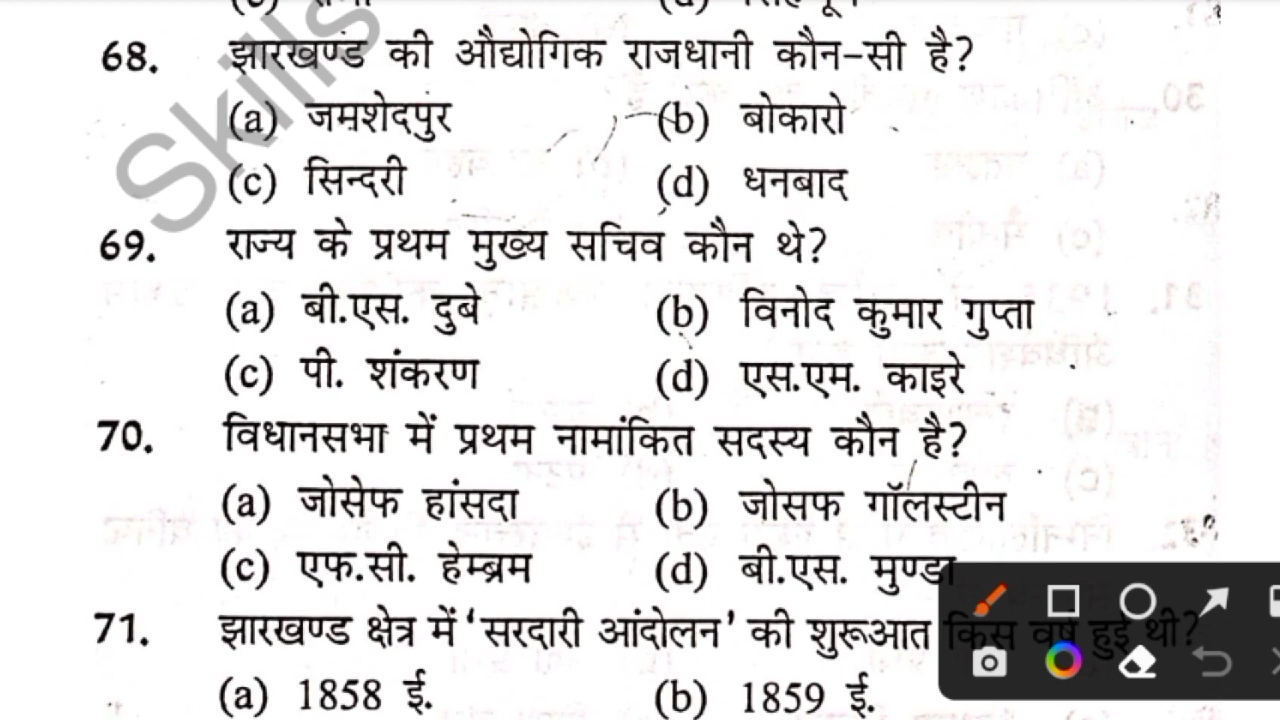 Skills
68. झारखण्ड की औद्योगिक राजधानी कौन-सी है?
(a) जमशेदपुर (b) बोकारो
(c) सिन्दरी (d) धनबाद
69. राज्य के प्रथम मुख्य सचिव कौन थे?
(a) बी.एस. दुबे (b) विनोद कुमार गुप्ता
(c) पी. शंकरण (d) एस.एम. काइरे
70. विधानसभा में प्रथम नामांकित सदस्य कौन है?
(a) जोसेफ हांसदा (b) जोसफ गॉलस्टीन
(c) एफ.सी. हेम्ब्रम (d) बी.एस. मुण्डा
71. झारखण्ड क्षेत्र में ‘सरदारी आंदोलन’ की शुरूआत किस वर्ष हुई थी?
(a) 1858 ई. (b) 1859 ई.